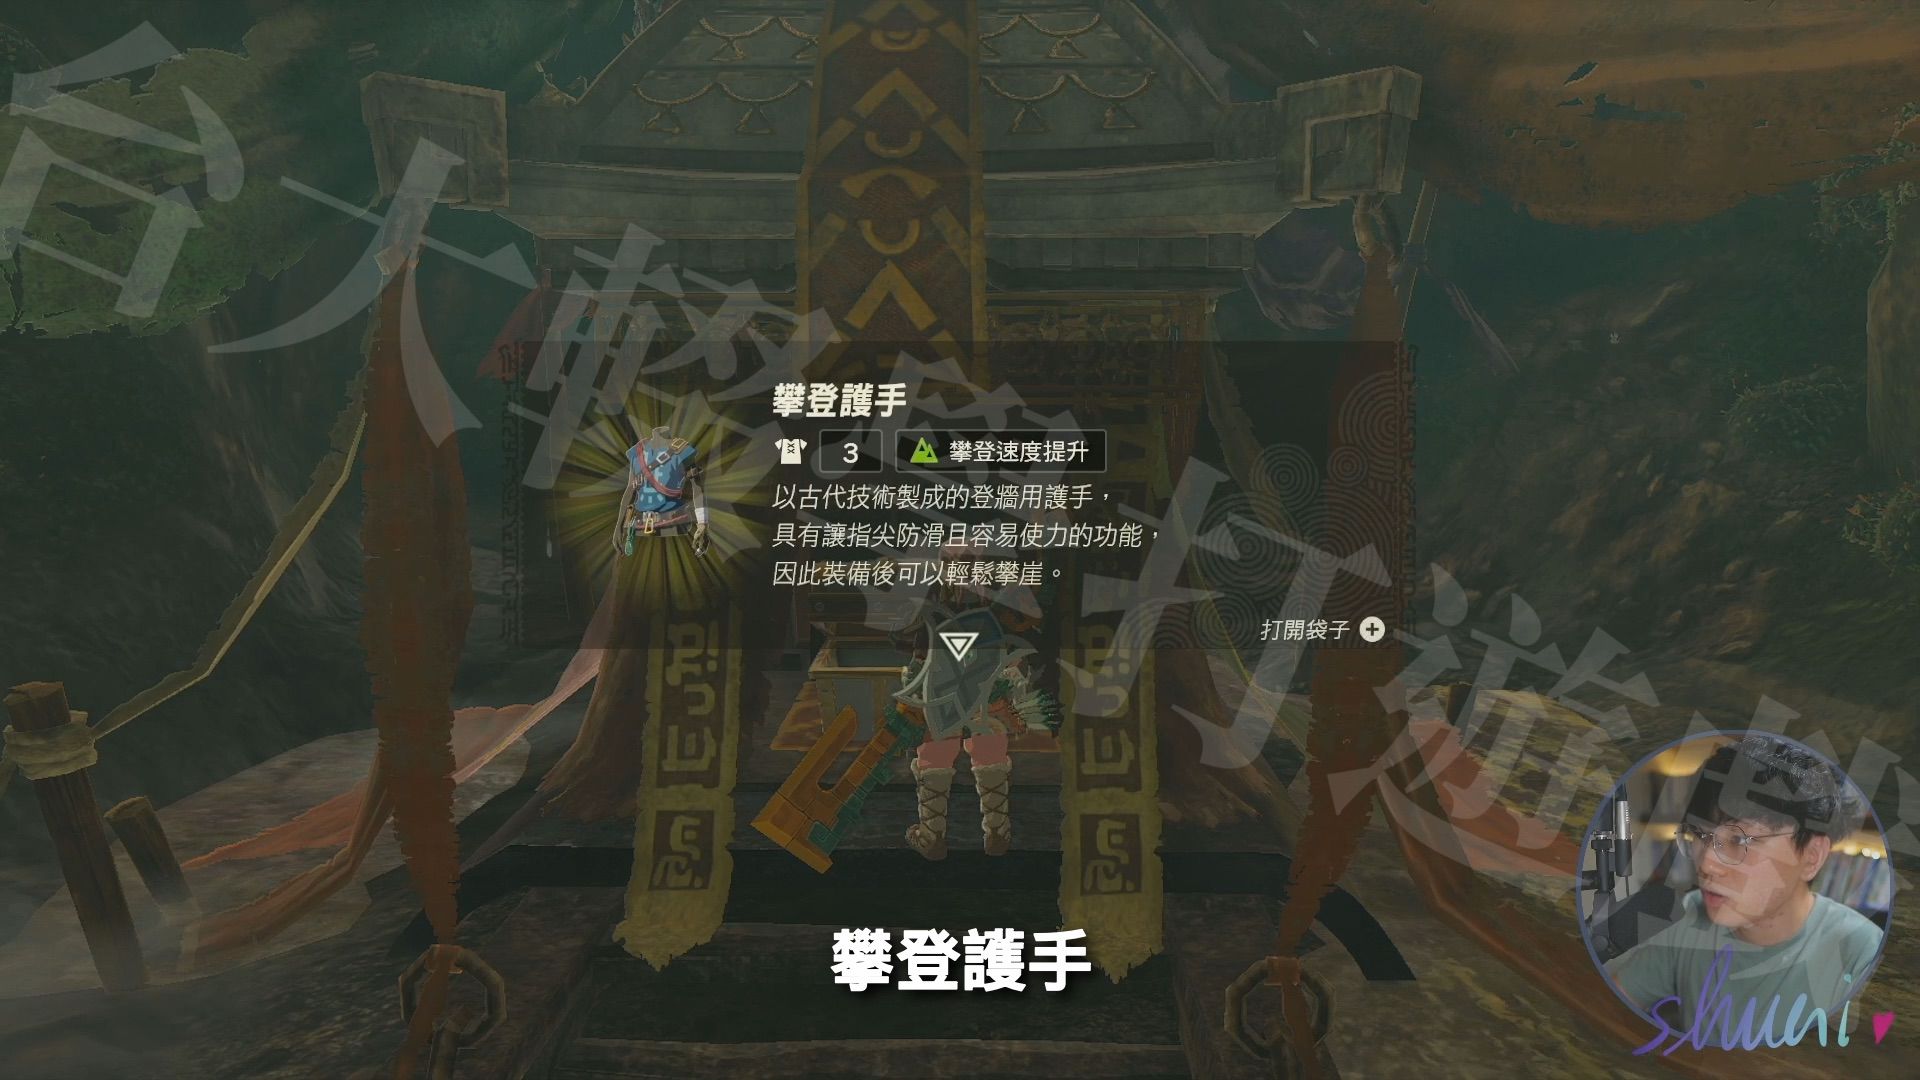 攀登護手
3
攀登速度提升
以古代技術製成的登牆用護手，
具有讓指尖防滑且容易使力的功能，
因此裝備後可以輕鬆攀崖。
打開袋子
攀登護手
shuni